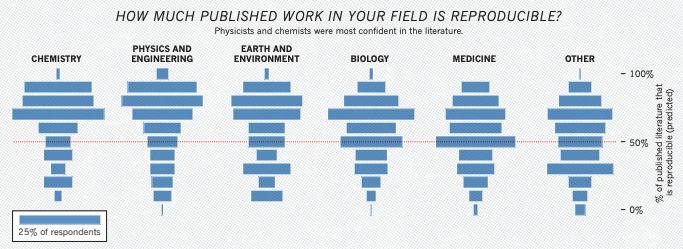 HOW MUCH PUBLISHED WORK IN YOUR FIELD IS REPRODUCIBLE?
Physicists and chemists were most confident in the literature.
CHEMISTRY
PHYSICS AND
ENGINEERING
EARTH AND
ENVIRONMENT
BIOLOGY
MEDICINE
OTHER
100%
50%
0%
% of published literature that
is reproducible (predicted)
25% of respondents